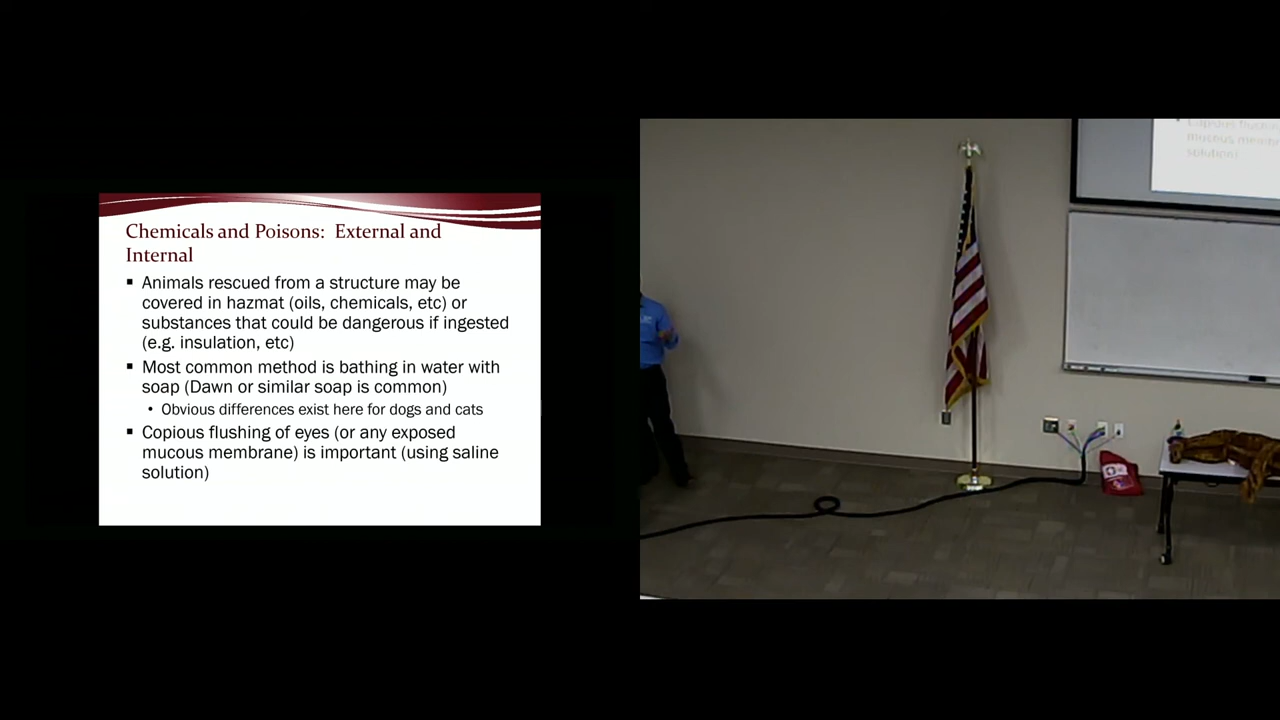 Chemicals and Poisons: External and
Internal
▪ Animals rescued from a structure may be
covered in hazmat (oils, chemicals, etc) or
substances that could be dangerous if ingested
(e.g. insulation, etc)
▪ Most common method is bathing in water with
soap (Dawn or similar soap is common)
• Obvious differences exist here for dogs and cats
▪ Copious flushing of eyes (or any exposed
mucous membrane) is important (using saline
solution)
mucous
solution)